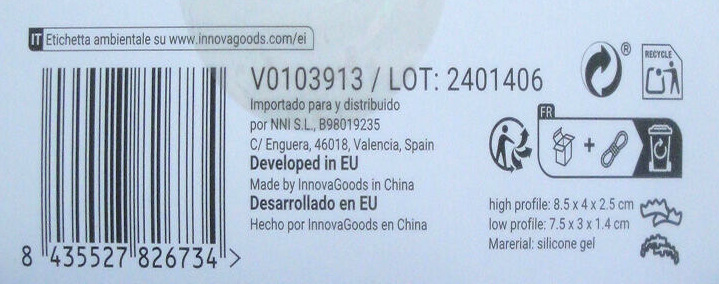 IT Etichetta ambientale su www.innovagoods.com/ei
V0103913 / LOT: 2401406
Importado para y distribuido
por NNI S.L., B98019235
C/ Enguera, 46018, Valencia, Spain
Developed in EU
Made by InnovaGoods in China
Desarrollado en EU
Hecho por InnovaGoods en China
8 435527 826734 >
®
RECYCLE
FR
+
high profile: 8.5 x 4 x 2.5 cm
low profile: 7.5 x 3 x 1.4 cm
Marerial: silicone gel